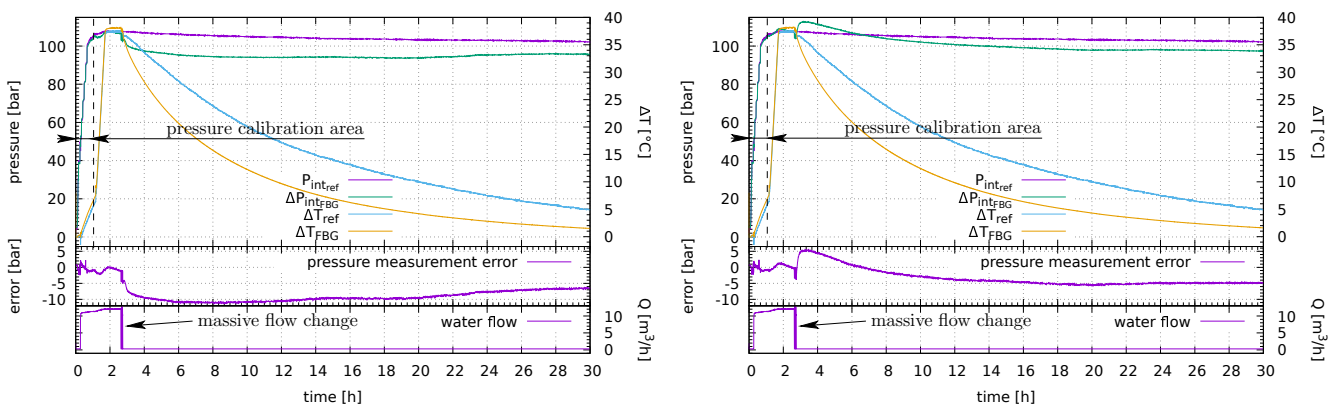 100
80
60
40
20
0
pressure [bar]
40
35
30
25
20
15
10
5
0
ΔT [°C]
pressure calibration area
P_int_ref
ΔP_int_FBG
ΔT_ref
ΔT_FBG
5
0
-5
-10
error [bar]
pressure measurement error
10
5
0
Q [m³/h]
massive flow change
water flow
0 2 4 6 8 10 12 14 16 18 20 22 24 26 28 30
time [h]
100
80
60
40
20
0
pressure [bar]
40
35
30
25
20
15
10
5
0
ΔT [°C]
pressure calibration area
P_int_ref
ΔP_int_FBG
ΔT_ref
ΔT_FBG
5
0
-5
-10
error [bar]
pressure measurement error
10
5
0
Q [m³/h]
massive flow change
water flow
0 2 4 6 8 10 12 14 16 18 20 22 24 26 28 30
time [h]